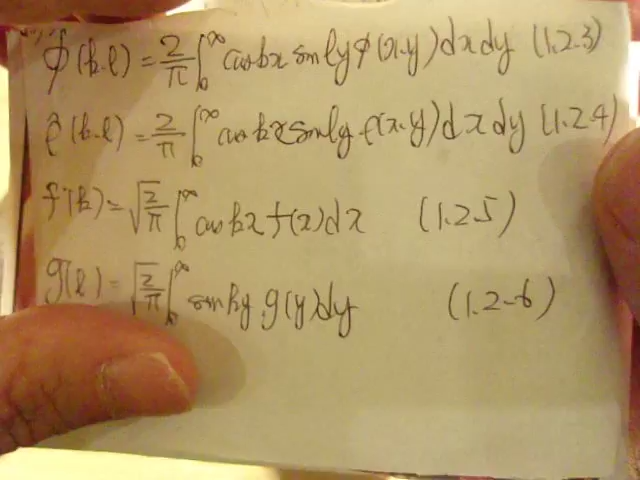 φ̂(k.l) = 2/π ∫₀^∞ cos kx sin ly φ(x.y) dx dy (1.2-3)
ρ̂(k.l) = 2/π ∫₀^∞ cos kx sin ly ρ(x.y) dx dy (1.2.4)
f̂(k) = √(2/π) ∫₀^∞ cos kx f(x) dx (1.2.5)
ĝ(l) = √(2/π) ∫₀^∞ sin ky g(y) dy (1.2-6)